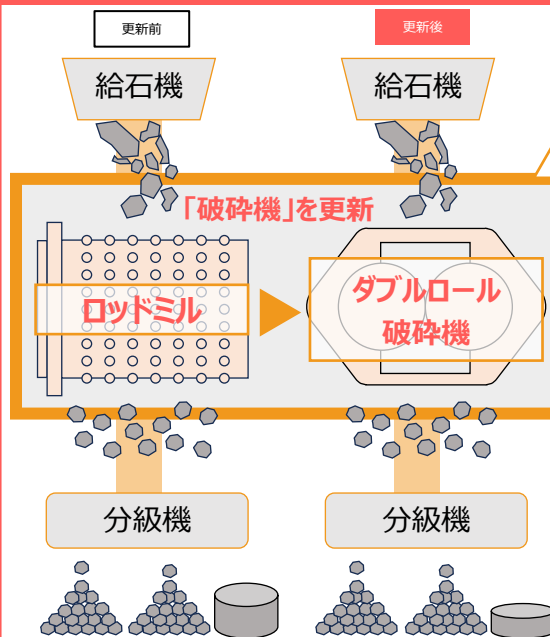 更新前
更新後
給石機
給石機
「破砕機」を更新
ロッドミル
ダブルロール
破砕機
分級機
分級機